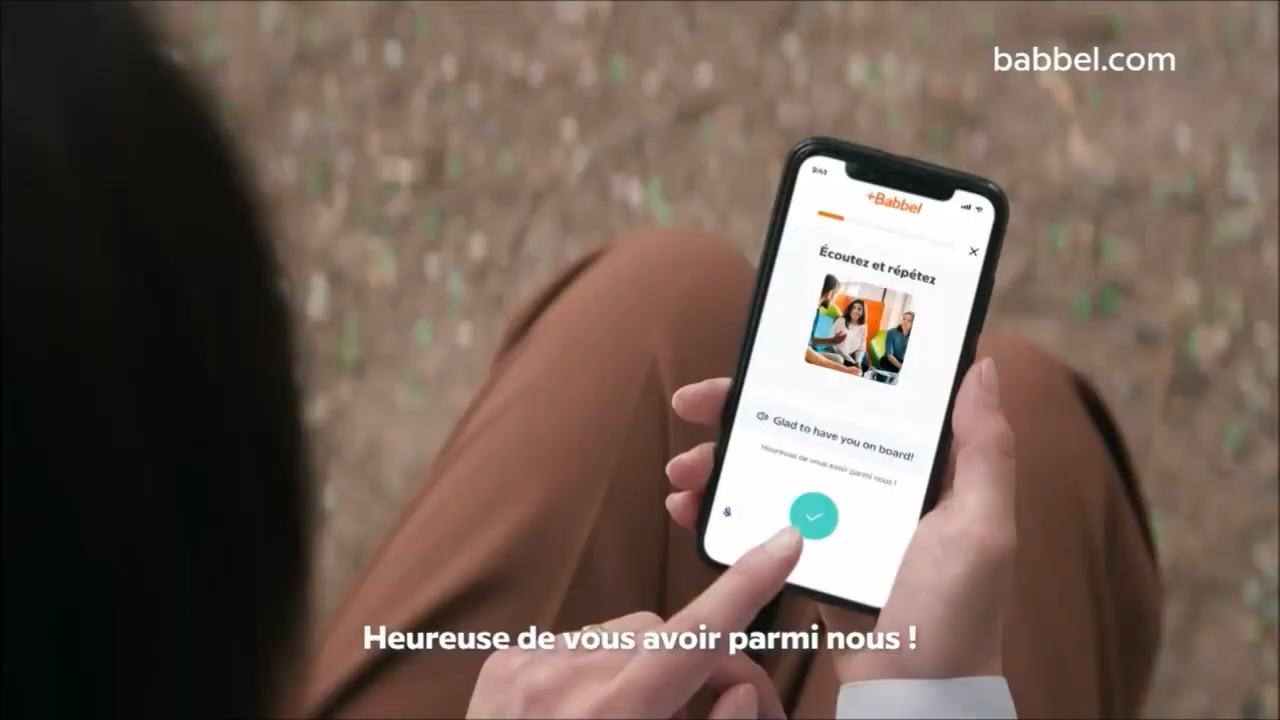 babbel.com
9:41
+Babbel
Écoutez et répétez
Glad to have you on board!
Heureuse de vous avoir parmi nous !
Heureuse de vous avoir parmi nous !